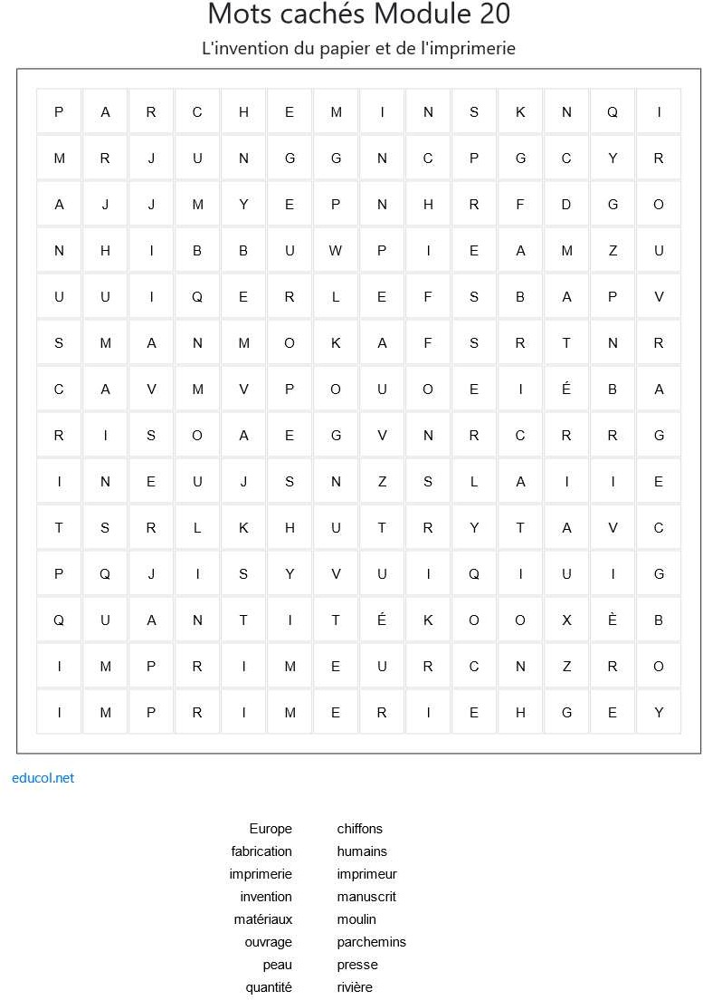 Mots cachés Module 20
L'invention du papier et de l'imprimerie
P A R C H E M I N S K N Q I
M R J U N G G N C P G C Y R
A J J M Y E P N H R F D G O
N H I B B U W P I E A M Z U
U U I Q E R L E F S B A P V
S M A N M O K A F S R T N R
C A V M V P O U O E I É B A
R I S O A E G V N R C R R G
I N E U J S N Z S L A I I E
T S R L K H U T R Y T A V C
P Q J I S Y V U I Q I U I G
Q U A N T I T É K O O X È B
I M P R I M E U R C N Z R O
I M P R I M E R I E H G E Y
educol.net
Europe chiffons
fabrication humains
imprimerie imprimeur
invention manuscrit
matériaux moulin
ouvrage parchemins
peau presse
quantité rivière